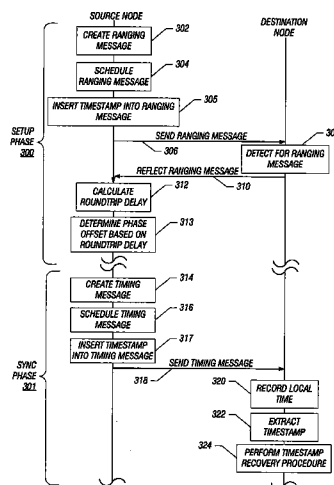 SOURCE NODE
DESTINATION
NODE
CREATE RANGING
MESSAGE
302
SCHEDULE
RANGING MESSAGE
304
INSERT TIMESTAMP INTO RANGING
MESSAGE
305
SETUP
PHASE
300
SEND RANGING MESSAGE
306
30
DETECT FOR RANGING
MESSAGE
REFLECT RANGING MESSAGE
310
CALCULATE
ROUNDTRIP DELAY
312
DETERMINE PHASE
OFFSET BASED ON
ROUNDTRIP DELAY
313
CREATE TIMING
MESSAGE
314
SCHEDULE TIMING
MESSAGE
316
INSERT TIMESTAMP
INTO TIMING MESSAGE
317
SYNC
PHASE
301
SEND TIMING MESSAGE
318
320
RECORD LOCAL
TIME
322
EXTRACT
TIMESTAMP
324
PERFORM TIMESTAMP
RECOVERY PROCEDURE